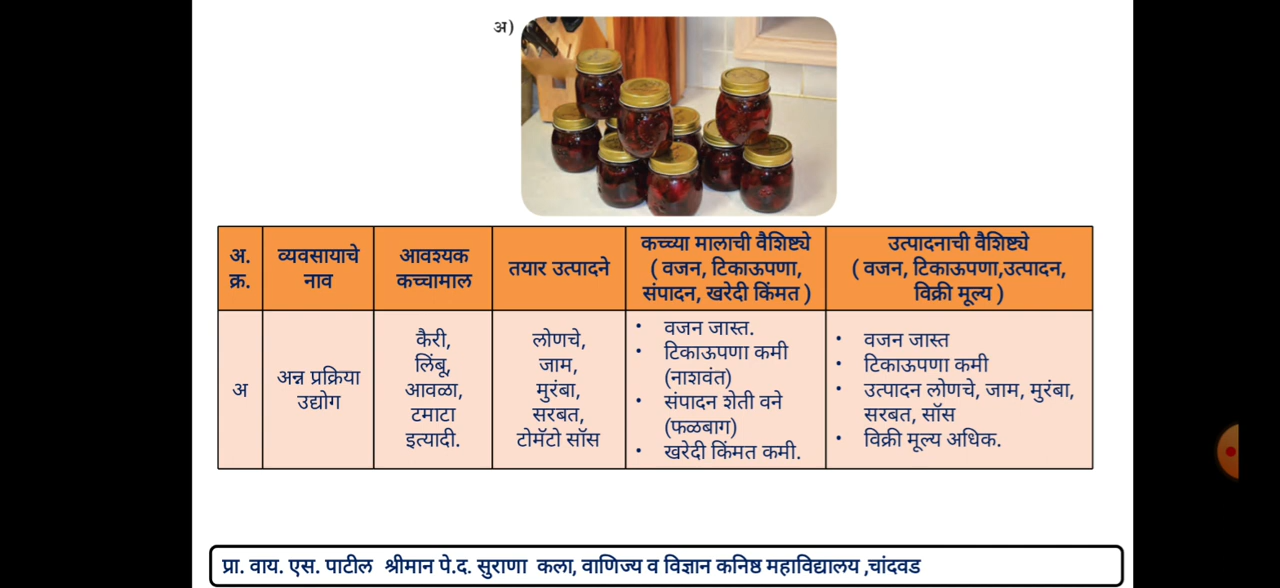 अ)
अ. क्र.
व्यवसायाचे नाव
आवश्यक कच्चामाल
तयार उत्पादने
कच्च्या मालाची वैशिष्ट्ये
( वजन, टिकाऊपणा,
संपादन, खरेदी किंमत )
उत्पादनाची वैशिष्ट्ये
( वजन, टिकाऊपणा,उत्पादन,
विक्री मूल्य )
अ
अन्न प्रक्रिया
उद्योग
कैरी,
लिंबू,
आवळा,
टमाटा
इत्यादी.
लोणचे,
जाम,
मुरंबा,
सरबत,
टोमॅटो सॉस
• वजन जास्त.
• टिकाऊपणा कमी
(नाशवंत)
• संपादन शेती वने
(फळबाग)
• खरेदी किंमत कमी.
• वजन जास्त
• टिकाऊपणा कमी
• उत्पादन लोणचे, जाम, मुरंबा,
सरबत, सॉस
• विक्री मूल्य अधिक.
प्रा. वाय. एस. पाटील श्रीमान पे.द. सुराणा कला, वाणिज्य व विज्ञान कनिष्ठ महाविद्यालय ,चांदवड